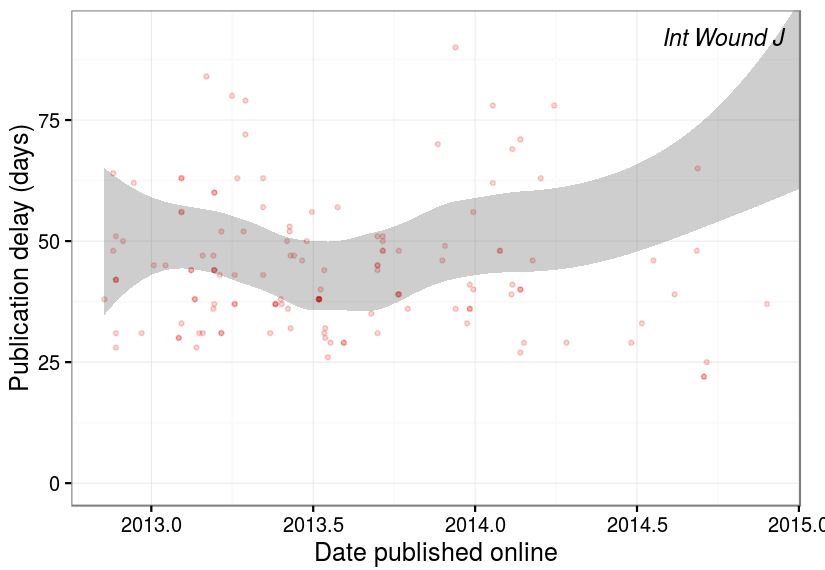 Int Wound J
Publication delay (days)
75
50
25
0
2013.0 2013.5 2014.0 2014.5 2015.0
Date published online